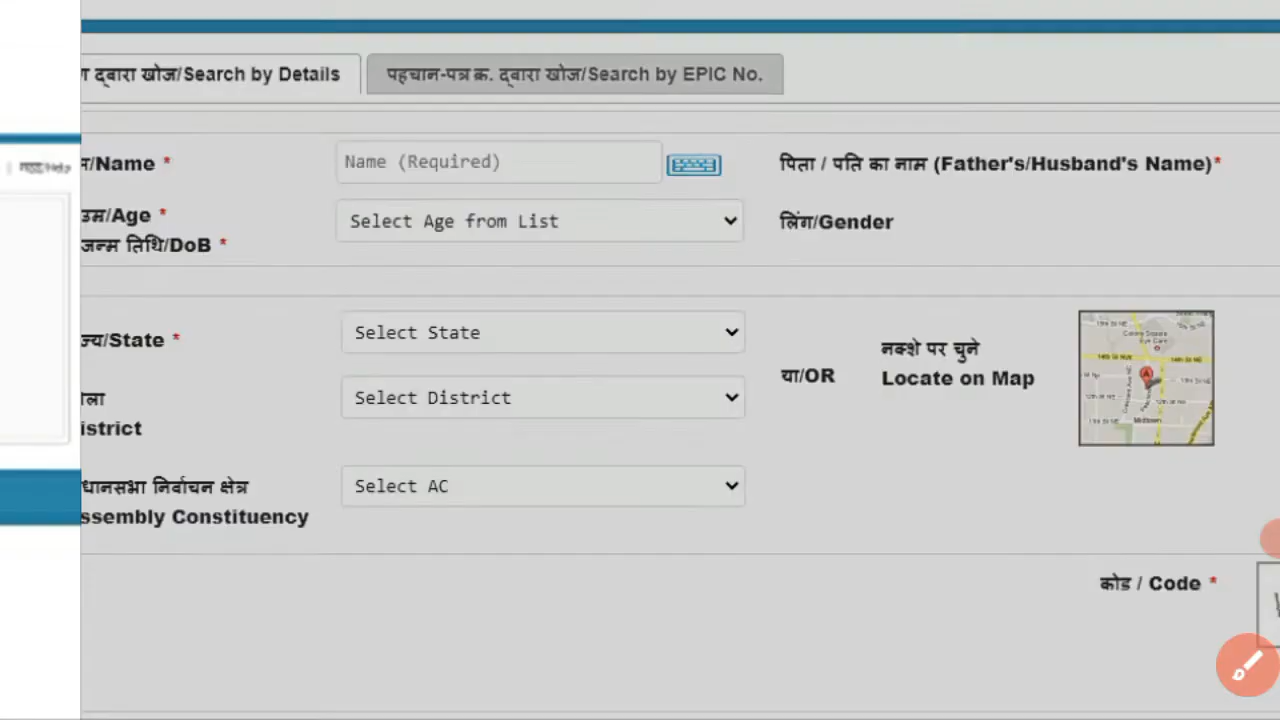 द्वारा खोज/Search by Details
पहचान-पत्र क्र. द्वारा खोज/Search by EPIC No.
/Name *
Name (Required)
पिता / पति का नाम (Father's/Husband's Name)*
उम्र/Age *
जन्म तिथि/DoB *
Select Age from List
लिंग/Gender
ज्य/State *
Select State
या/OR
नक्शे पर चुने
Locate on Map
ला
istrict
Select District
धानसभा निर्वाचन क्षेत्र
ssembly Constituency
Select AC
कोड / Code *